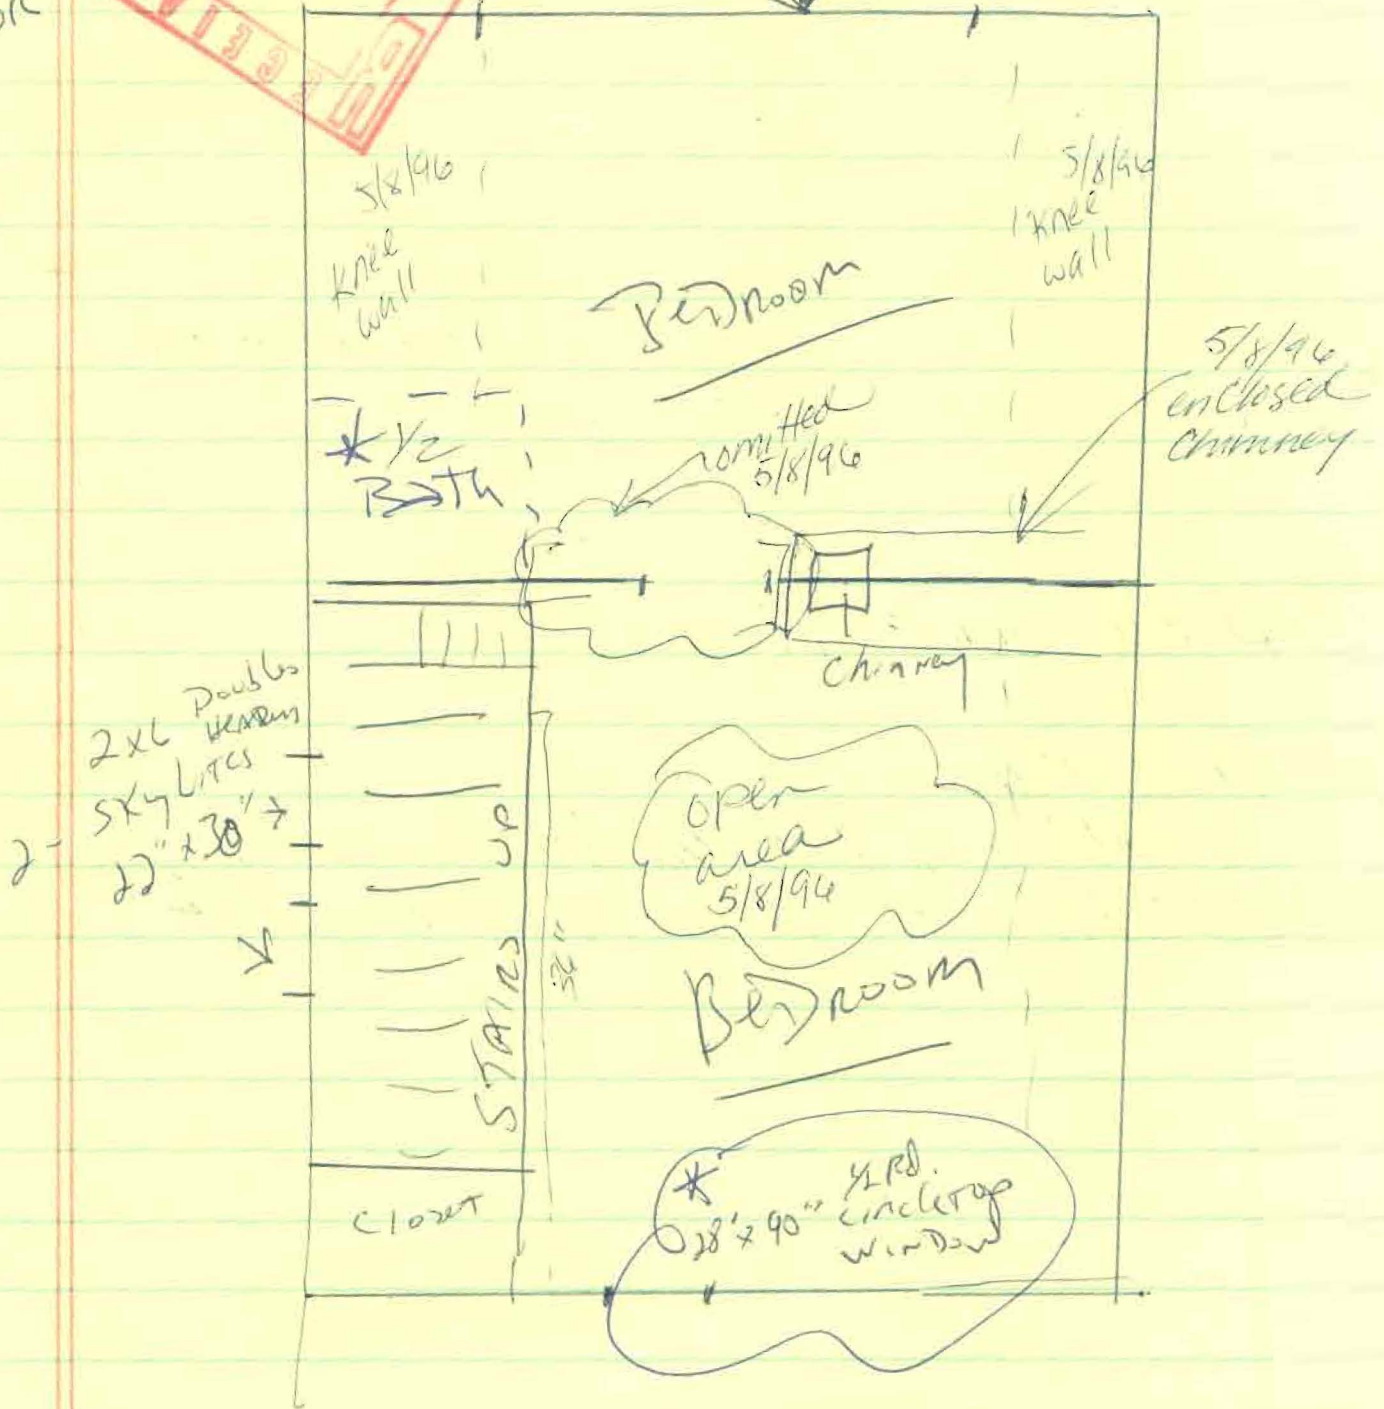 5/8/96
Knee
wall
5/8/96
Knee
wall
BEDROOM
5/8/96
enclosed
Chimney
omitted
5/8/96
* 1/2
Bath
Chimney
Doubles
2x6 Headers
Skylites
2- 22" x 30"
open
area
5/8/96
UP
STAIRS
36"
BEDROOM
Closet
* 1/2 Rd.
28" x 90" circletop
Window